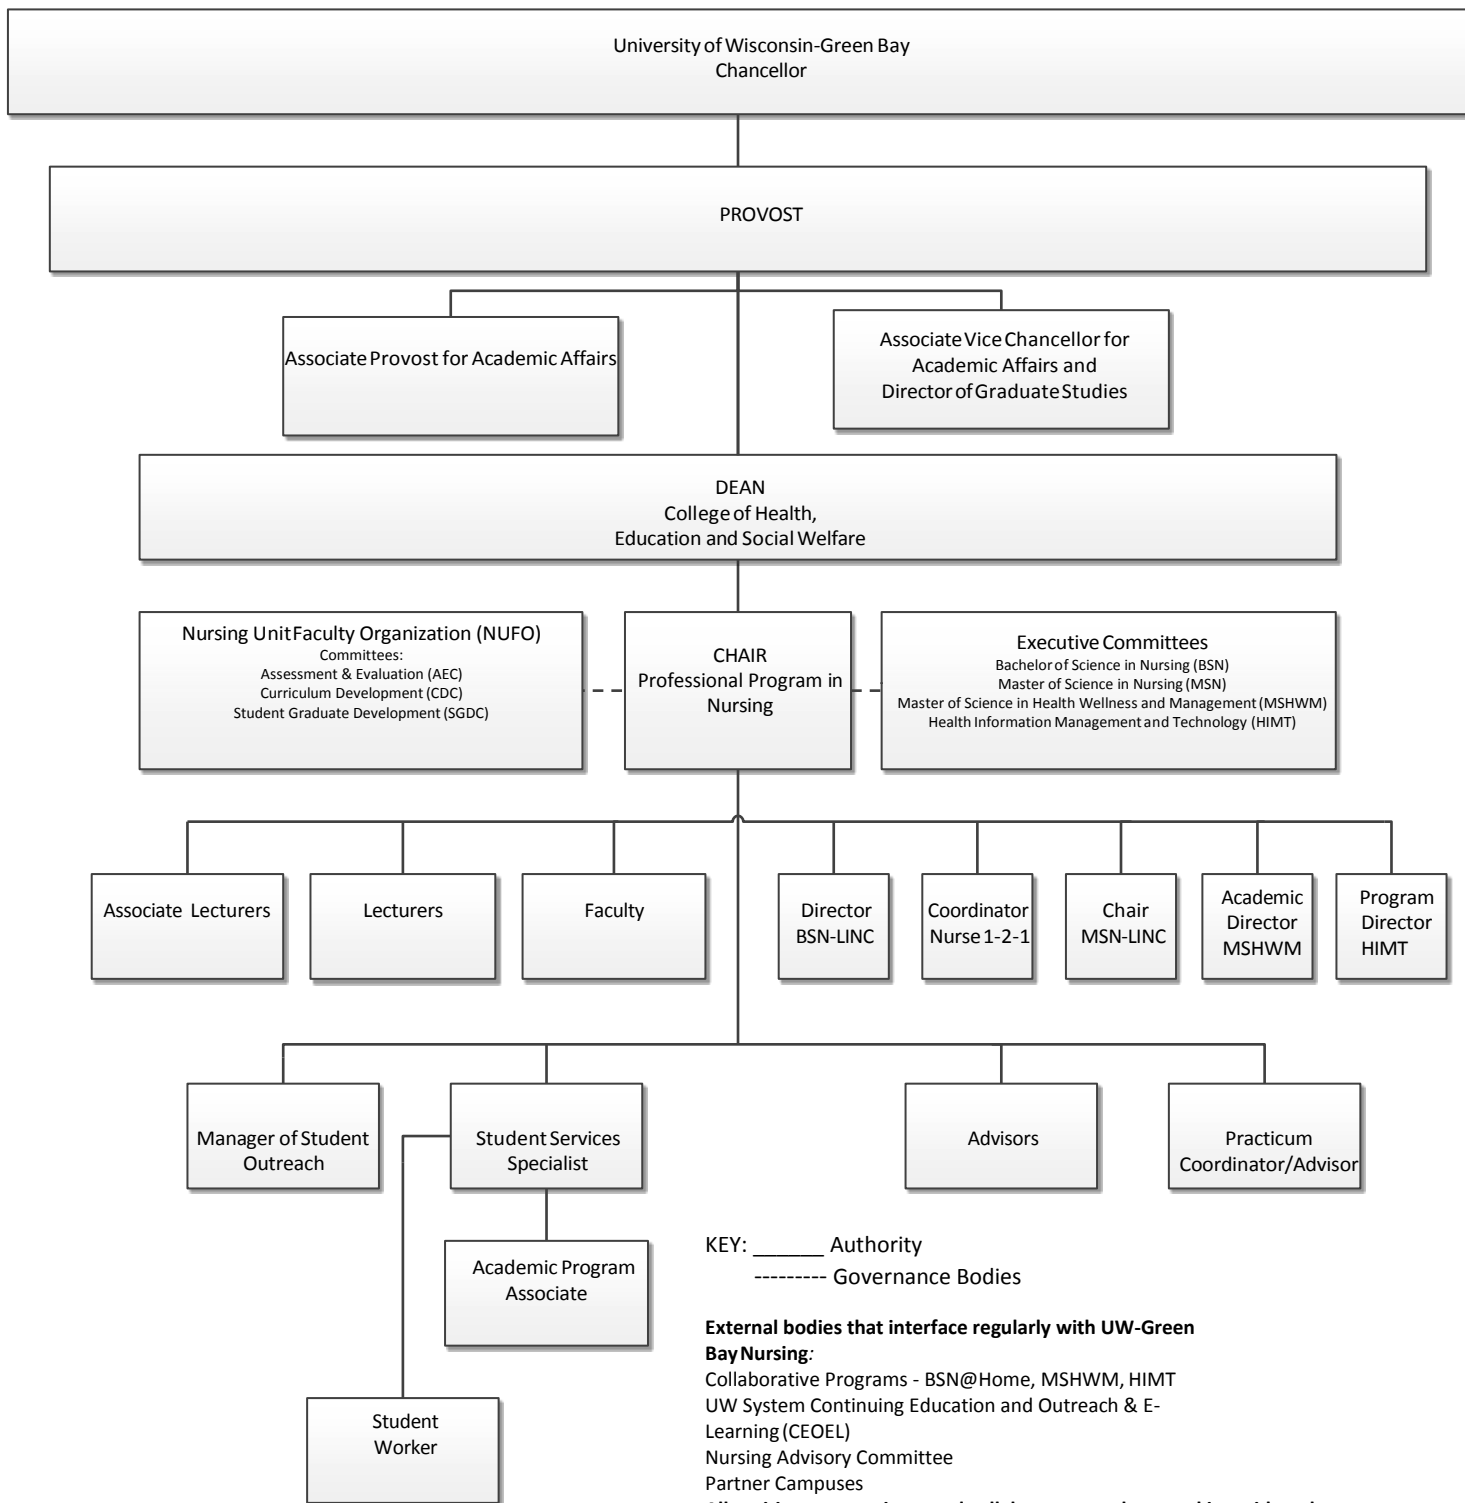 University of Wisconsin-Green Bay
Chancellor
PROVOST
Associate Provost for Academic Affairs
Associate Vice Chancellor for
Academic Affairs and
Director of Graduate Studies
DEAN
College of Health,
Education and Social Welfare
Nursing Unit Faculty Organization (NUFO)
Committees:
Assessment & Evaluation (AEC)
Curriculum Development (CDC)
Student Graduate Development (SGDC)
CHAIR
Professional Program in
Nursing
Executive Committees
Bachelor of Science in Nursing (BSN)
Master of Science in Nursing (MSN)
Master of Science in Health Wellness and Management (MSHWM)
Health Information Management and Technology (HIMT)
Associate Lecturers
Lecturers
Faculty
Director
BSN-LINC
Coordinator
Nurse 1-2-1
Chair
MSN-LINC
Academic
Director
MSHWM
Program
Director
HIMT
Manager of Student
Outreach
Student Services
Specialist
Advisors
Practicum
Coordinator/Advisor
Academic Program
Associate
Student
Worker
KEY: ______ Authority
--------- Governance Bodies
External bodies that interface regularly with UW-Green
Bay Nursing:
Collaborative Programs - BSN@Home, MSHWM, HIMT
UW System Continuing Education and Outreach & E-
Learning (CEOEL)
Nursing Advisory Committee
Partner Campuses